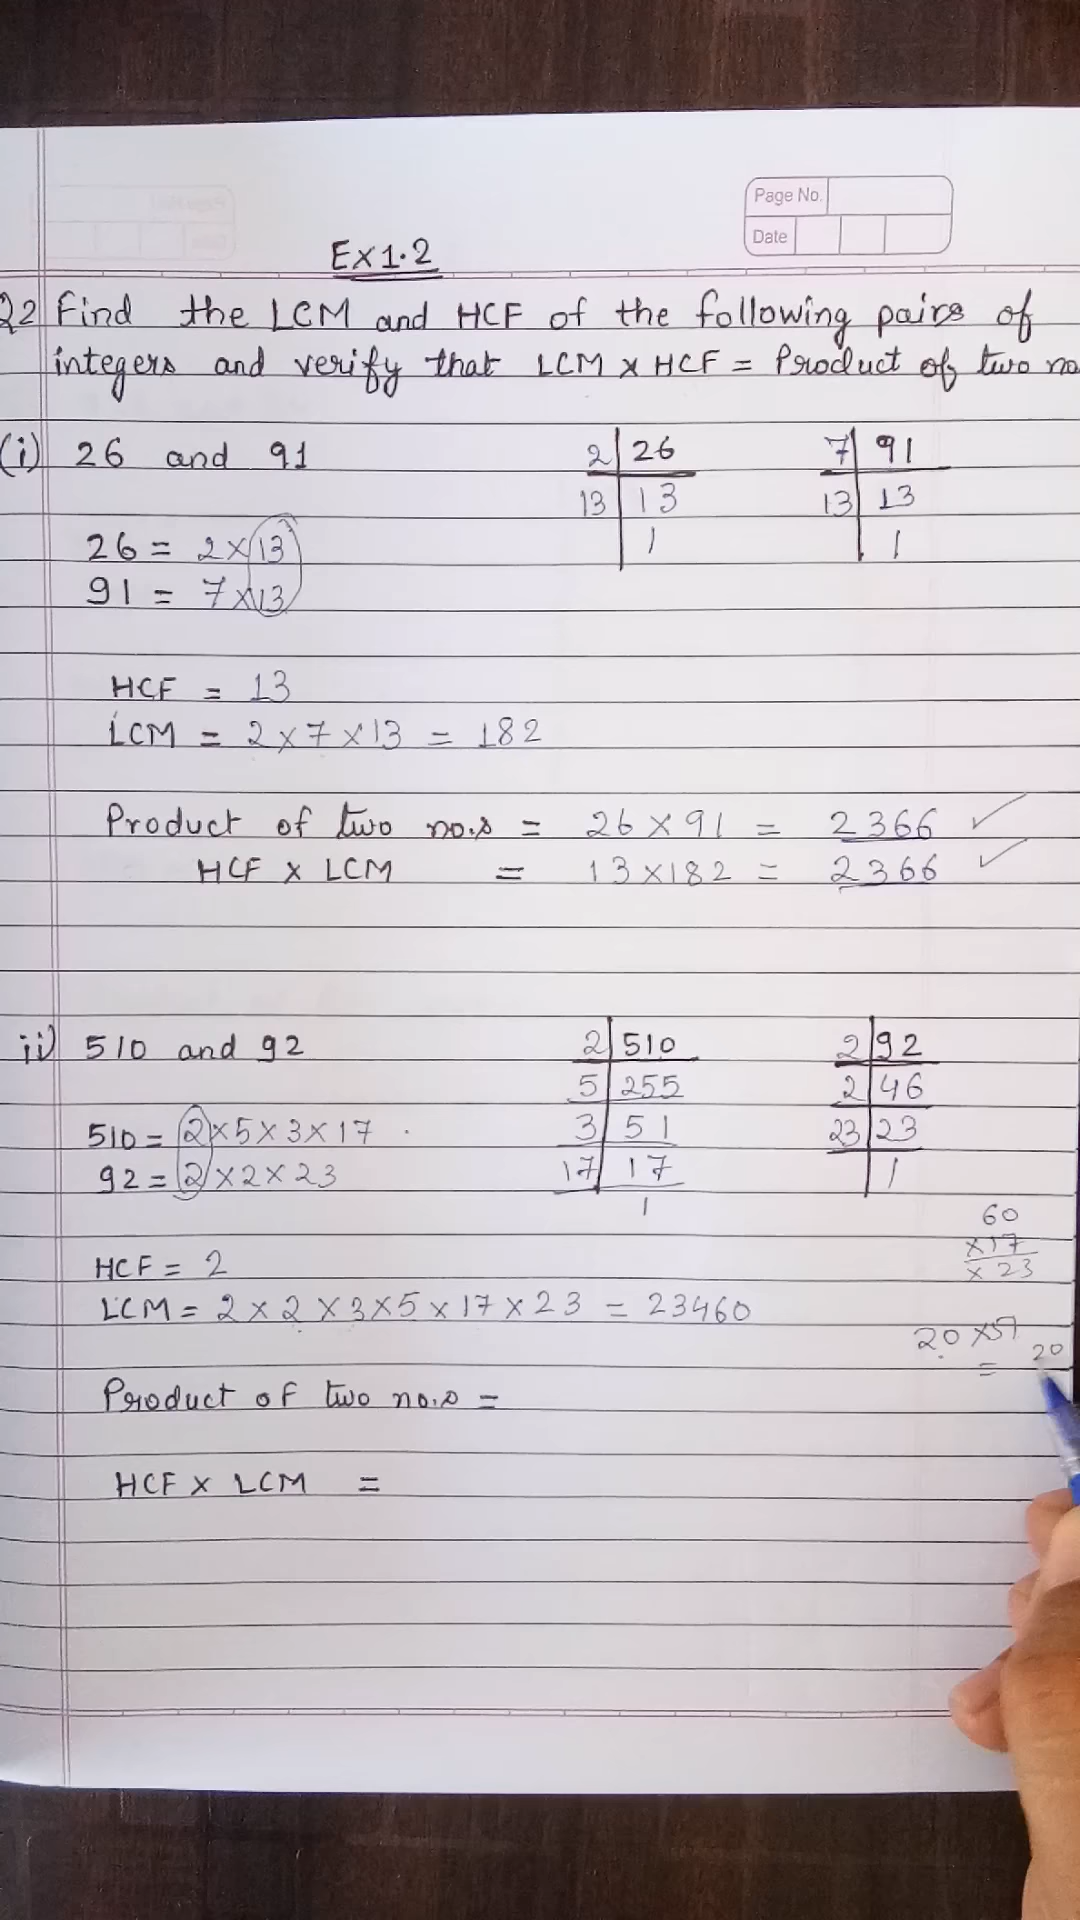 Page No.
Date
Ex 1.2
Q2 Find the LCM and HCF of the following pairs of
integers and verify that LCM x HCF = Product of two no
(i) 26 and 91
2 | 26
13 | 13
1
7 | 91
13 | 13
1
26 = 2 x 13
91 = 7 x 13
HCF = 13
LCM = 2 x 7 x 13 = 182
Product of two no.s = 26 x 91 = 2366 ✓
HCF x LCM = 13 x 182 = 2366 ✓
ii) 510 and 92
2 | 510
5 | 255
3 | 51
17 | 17
1
2 | 92
2 | 46
23 | 23
1
510 = 2 x 5 x 3 x 17
92 = 2 x 2 x 23
60
x 17
x 23
HCF = 2
LCM = 2 x 2 x 3 x 5 x 17 x 23 = 23460
20 x 
= 20
Product of two no.s =
HCF x LCM =